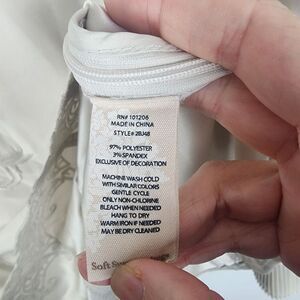 RN# 101206
MADE IN CHINA
STYLE# 2BJ48
97% POLYESTER
3% SPANDEX
EXCLUSIVE OF DECORATION
MACHINE WASH COLD
WITH SIMILAR COLORS
GENTLE CYCLE
ONLY NON-CHLORINE
BLEACH WHEN NEEDED
HANG TO DRY
WARM IRON IF NEEDED
MAY BE DRY CLEANED
Soft